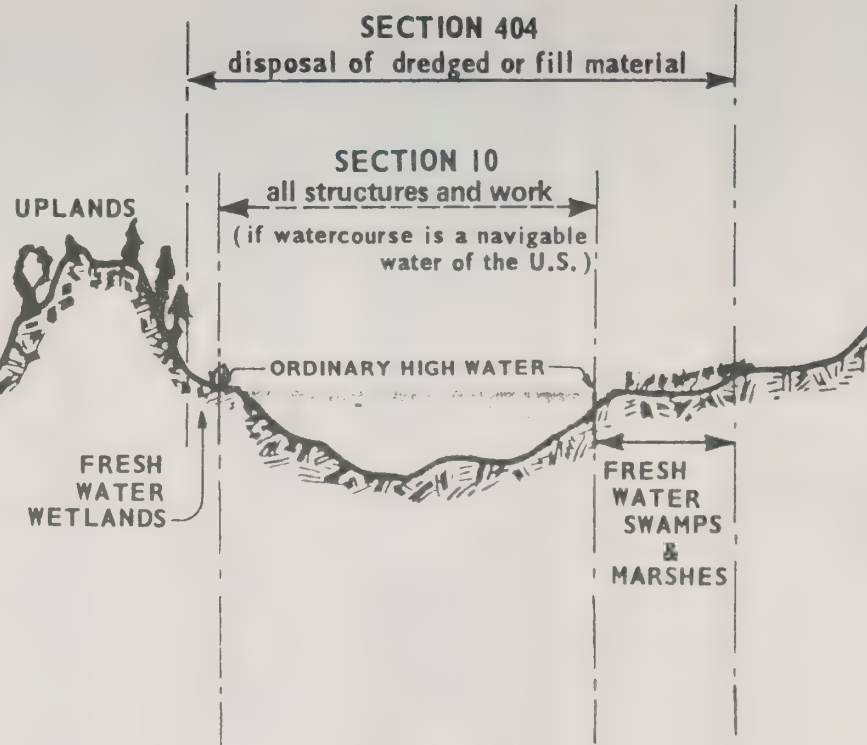 SECTION 404
disposal of dredged or fill material
SECTION 10
all structures and work
(if watercourse is a navigable
water of the U.S.)
UPLANDS
ORDINARY HIGH WATER
FRESH
WATER
WETLANDS
FRESH
WATER
SWAMPS
&
MARSHES